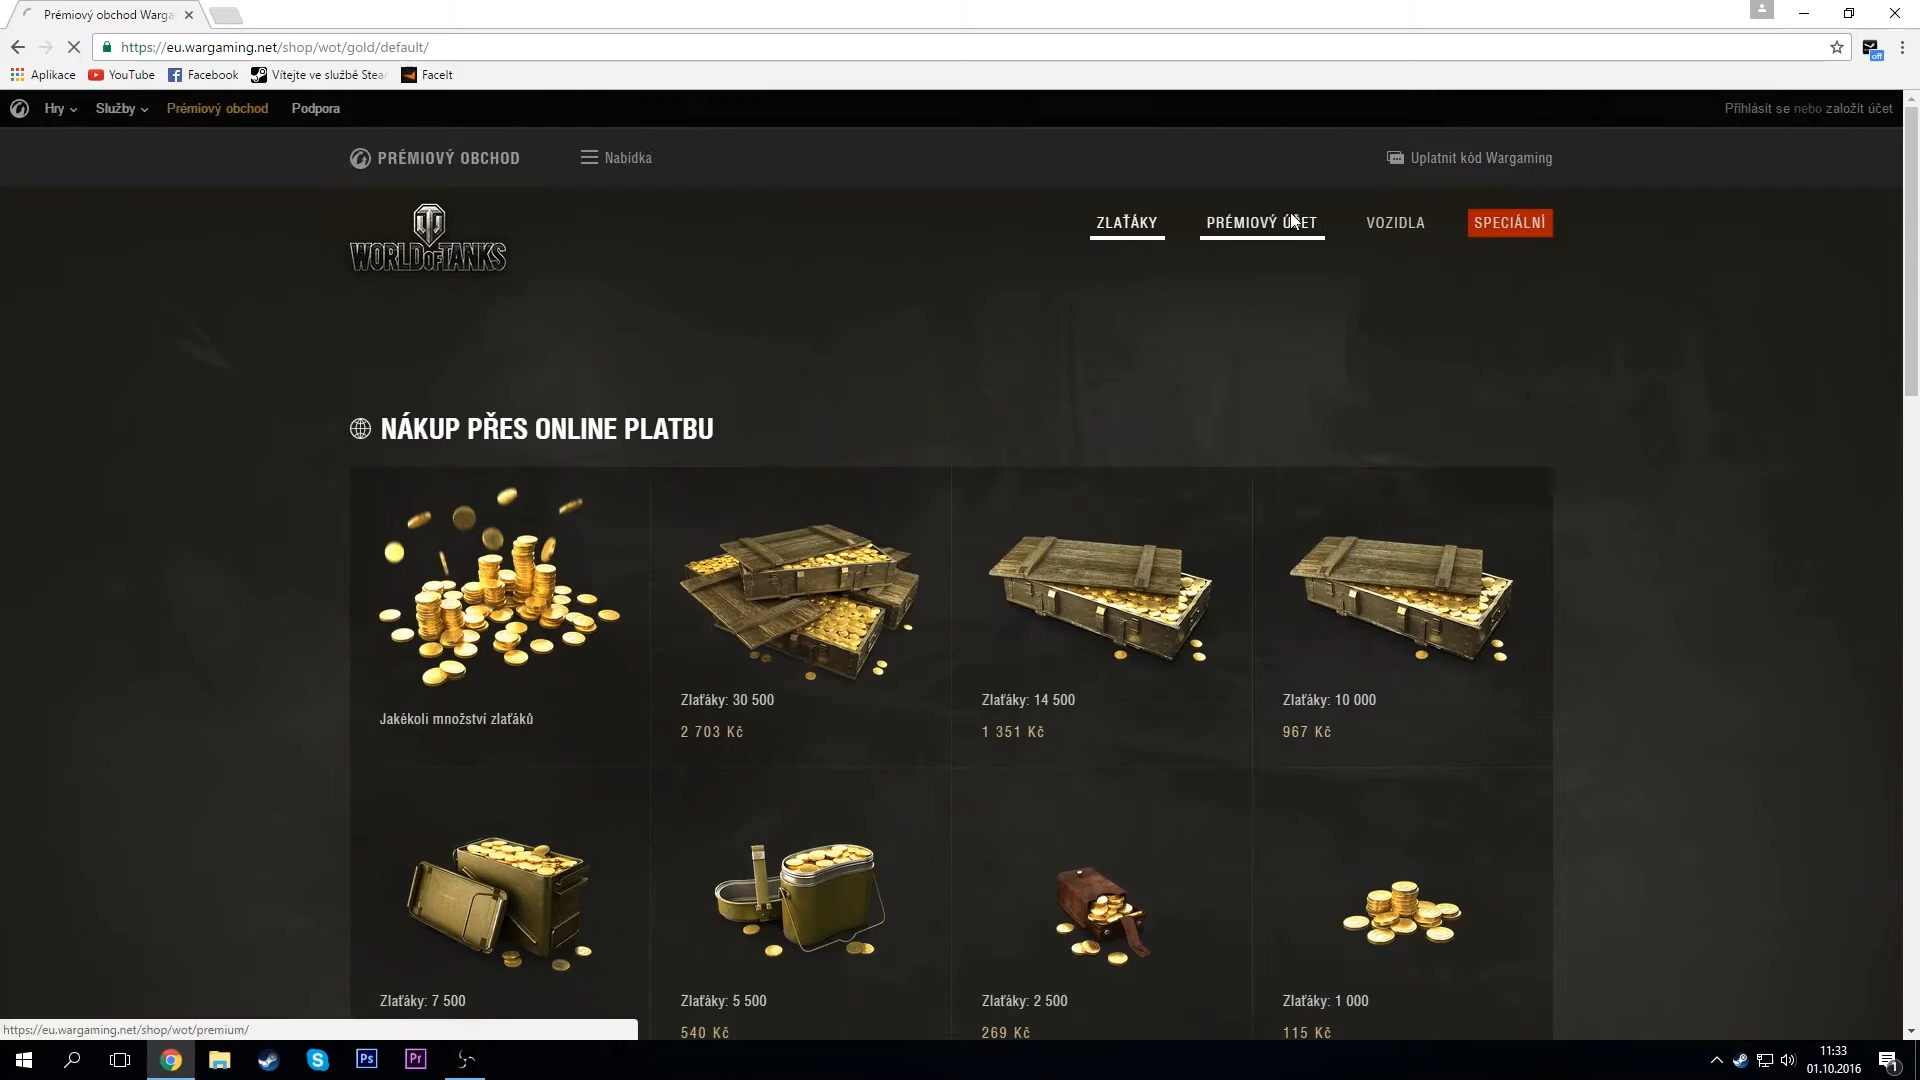 Prémiový obchod Warga
https://eu.wargaming.net/shop/wot/gold/default/
off
Aplikace
YouTube
Facebook
Vítejte ve službě Stea
FaceIt
Hry
Služby
Prémiový obchod
Podpora
Přihlásit se nebo založit účet
PRÉMIOVÝ OBCHOD
Nabídka
Uplatnit kód Wargaming
WORLD OF TANKS
ZLAŤÁKY
PRÉMIOVÝ ÚČET
VOZIDLA
SPECIÁLNÍ
NÁKUP PŘES ONLINE PLATBU
Jakékoli množství zlaťáků
Zlaťáky: 30 500
2 703 Kč
Zlaťáky: 14 500
1 351 Kč
Zlaťáky: 10 000
967 Kč
Zlaťáky: 7 500
Zlaťáky: 5 500
540 Kč
Zlaťáky: 2 500
269 Kč
Zlaťáky: 1 000
115 Kč
https://eu.wargaming.net/shop/wot/premium/
Ps
Pr
11:33
01.10.2016
1